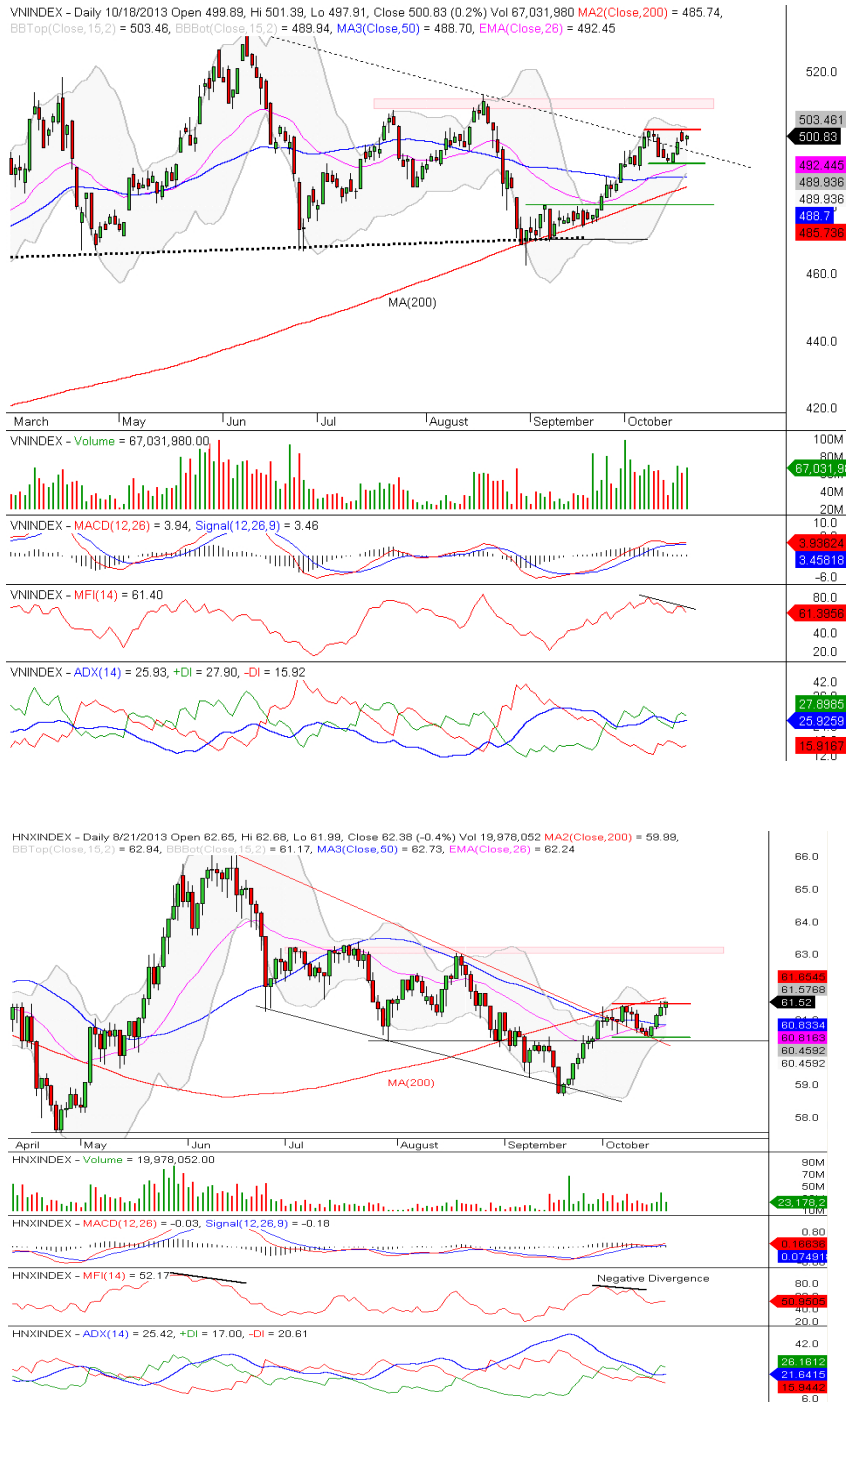 VNINDEX - Daily 10/18/2013 Open 499.89, Hi 501.39, Lo 497.91, Close 500.83 (0.2%) Vol 67,031,980 MA2(Close,200) = 485.74,
BBTop(Close,15,2) = 503.46, BBBot(Close,15,2) = 489.94, MA3(Close,50) = 488.70, EMA(Close,26) = 492.45
520.0
503.461
500.83
492.445
489.936
489.936
488.7
485.736
460.0
MA(200)
440.0
420.0
March May Jun Jul August September October
VNINDEX - Volume = 67,031,980.00
100M
80M
67,031,98
40M
20M
VNINDEX - MACD(12,26) = 3.94, Signal(12,26,9) = 3.46
10.0
3.93624
3.45818
-6.0
VNINDEX - MFI(14) = 61.40
80.0
61.3956
40.0
20.0
VNINDEX - ADX(14) = 25.93, +DI = 27.90, -DI = 15.92
42.0
27.8985
25.9259
15.9167
12.0
HNXINDEX - Daily 8/21/2013 Open 62.65, Hi 62.68, Lo 61.99, Close 62.38 (-0.4%) Vol 19,978,052 MA2(Close,200) = 59.99,
BBTop(Close,15,2) = 62.94, BBBot(Close,15,2) = 61.17, MA3(Close,50) = 62.73, EMA(Close,26) = 62.24
66.0
65.0
64.0
63.0
61.5768
61.52
60.8334
60.4592
60.4592
MA(200)
59.0
58.0
April May Jun Jul August September October
HNXINDEX - Volume = 19,978,052.00
90M
70M
50M
23,178,2
10M
HNXINDEX - MACD(12,26) = -0.03, Signal(12,26,9) = -0.18
0.80
0.07491
HNXINDEX - MFI(14) = 52.17
Negative Divergence
80.0
40.0
20.0
HNXINDEX - ADX(14) = 25.42, +DI = 17.00, -DI = 20.61
42.0
26.1612
21.6415
15.9442
6.0